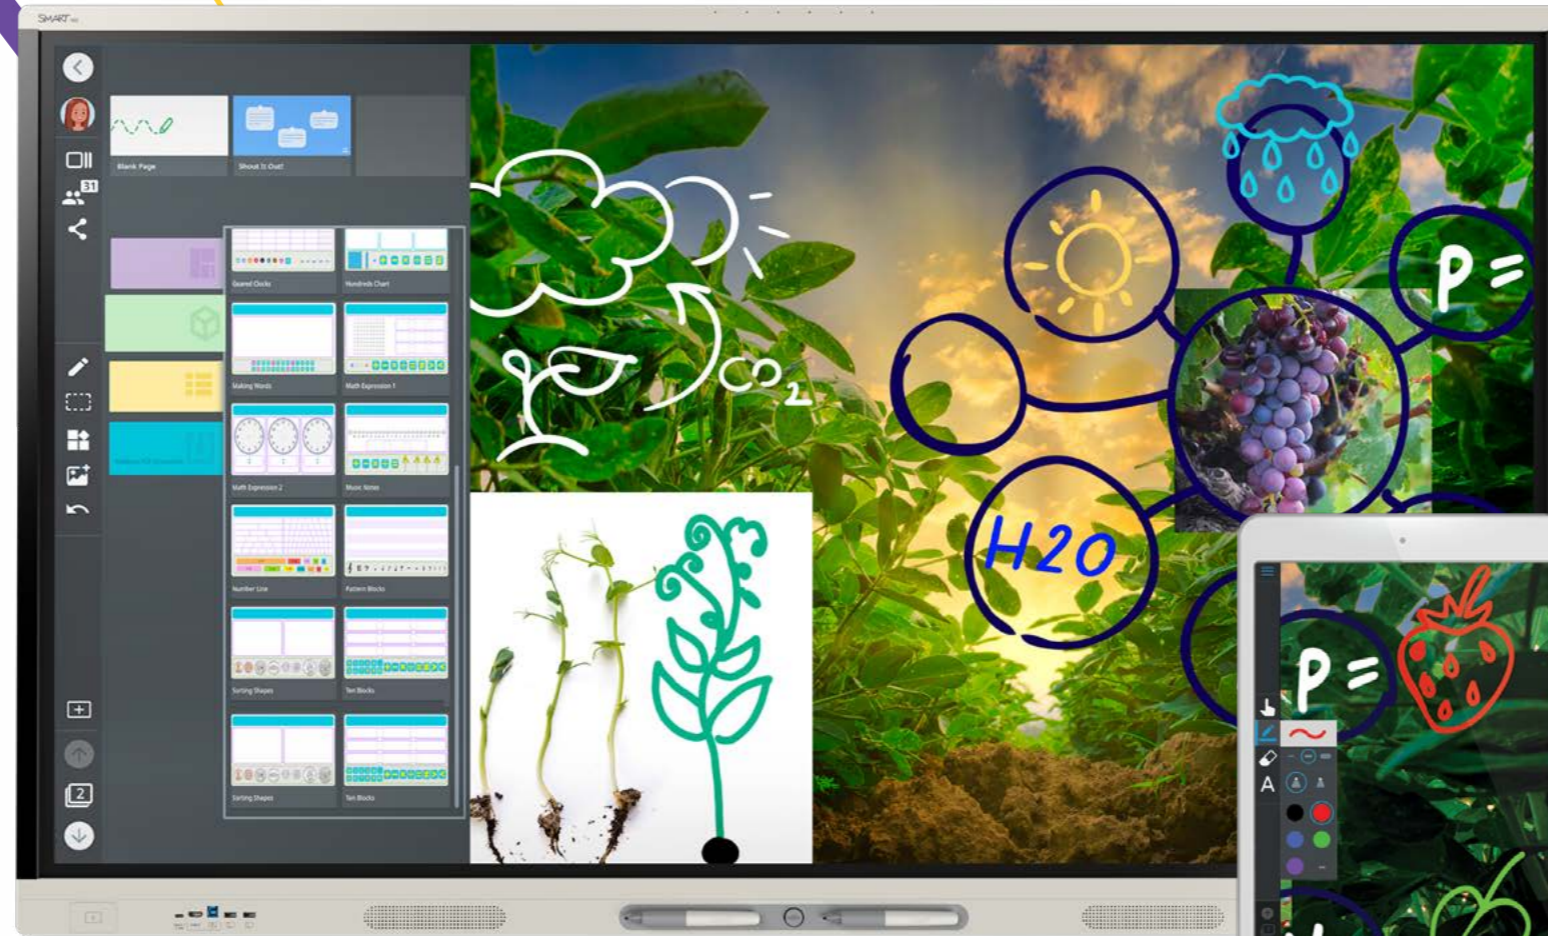 SMART
31
Blank Page
Shout It Out!
Geared Clocks
Hundreds Chart
Making Words
Math Expression 1
Math Expression 2
Music Notes
Number Line
Pattern Blocks
Sorting Shapes
Ten Blocks
Sorting Shapes
Ten Blocks
2
CO2
P =
H2O
P =
A